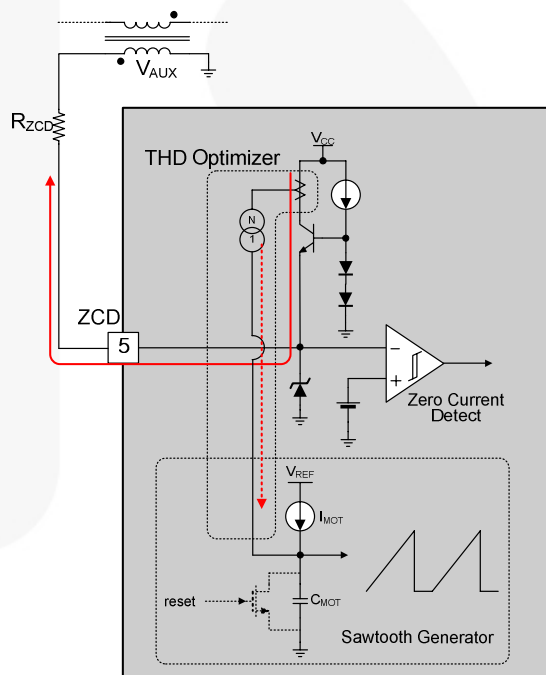 VAUX
RZCD
THD Optimizer
VCC
N
1
ZCD
5
−
+
Zero Current
Detect
VREF
IMOT
reset
CMOT
Sawtooth Generator